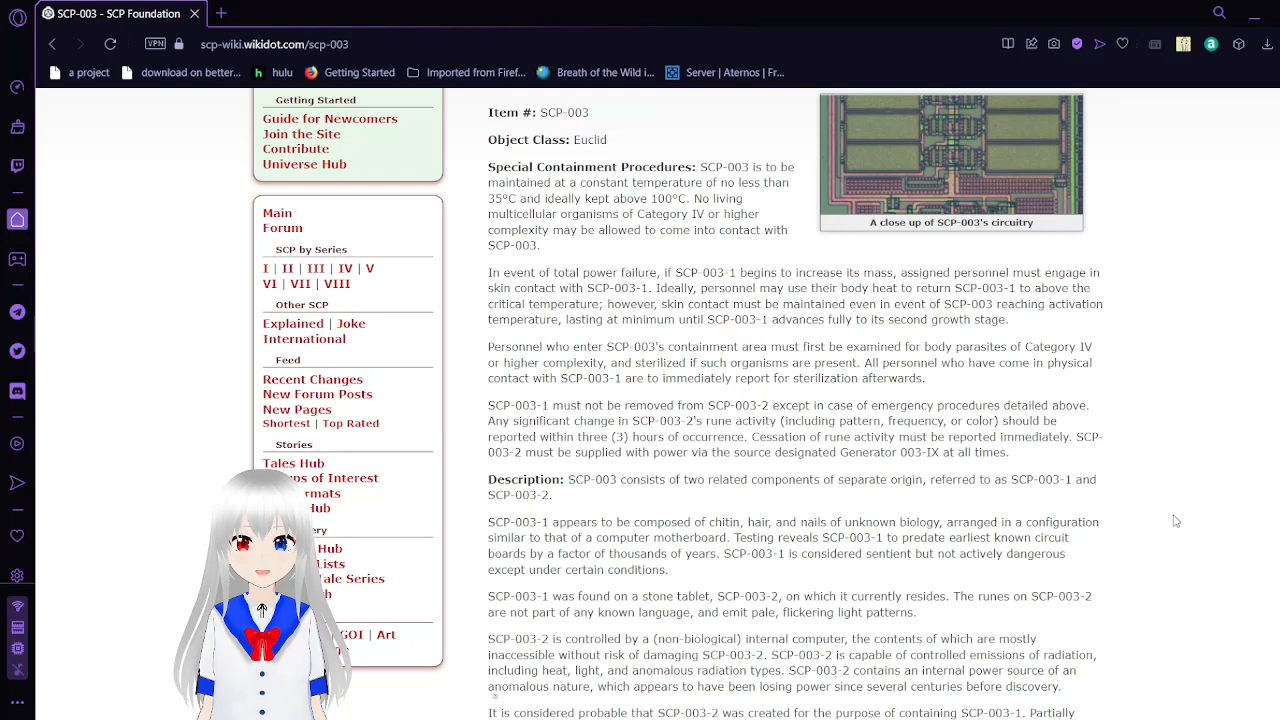 SCP-003 - SCP Foundation
VPN
scp-wiki.wikidot.com/scp-003
a project
download on better...
hulu
Getting Started
Imported from Firef...
Breath of the Wild i...
Server | Aternos | Fr...
Getting Started
Guide for Newcomers
Join the Site
Contribute
Universe Hub
Main
Forum
SCP by Series
I | II | III | IV | V
VI | VII | VIII
Other SCP
Explained | Joke
International
Feed
Recent Changes
New Forum Posts
New Pages
Shortest | Top Rated
Stories
Tales Hub
of Interest
Hub
Hub
Lists
Tale Series
GOI | Art
Item #: SCP-003
Object Class: Euclid
Special Containment Procedures: SCP-003 is to be
maintained at a constant temperature of no less than
35°C and ideally kept above 100°C. No living
multicellular organisms of Category IV or higher
complexity may be allowed to come into contact with
SCP-003.
A close up of SCP-003's circuitry
In event of total power failure, if SCP-003-1 begins to increase its mass, assigned personnel must engage in
skin contact with SCP-003-1. Ideally, personnel may use their body heat to return SCP-003-1 to above the
critical temperature; however, skin contact must be maintained even in event of SCP-003 reaching activation
temperature, lasting at minimum until SCP-003-1 advances fully to its second growth stage.
Personnel who enter SCP-003's containment area must first be examined for body parasites of Category IV
or higher complexity, and sterilized if such organisms are present. All personnel who have come in physical
contact with SCP-003-1 are to immediately report for sterilization afterwards.
SCP-003-1 must not be removed from SCP-003-2 except in case of emergency procedures detailed above.
Any significant change in SCP-003-2's rune activity (including pattern, frequency, or color) should be
reported within three (3) hours of occurrence. Cessation of rune activity must be reported immediately. SCP-
003-2 must be supplied with power via the source designated Generator 003-IX at all times.
Description: SCP-003 consists of two related components of separate origin, referred to as SCP-003-1 and
SCP-003-2.
SCP-003-1 appears to be composed of chitin, hair, and nails of unknown biology, arranged in a configuration
similar to that of a computer motherboard. Testing reveals SCP-003-1 to predate earliest known circuit
boards by a factor of thousands of years. SCP-003-1 is considered sentient but not actively dangerous
except under certain conditions.
SCP-003-1 was found on a stone tablet, SCP-003-2, on which it currently resides. The runes on SCP-003-2
are not part of any known language, and emit pale, flickering light patterns.
SCP-003-2 is controlled by a (non-biological) internal computer, the contents of which are mostly
inaccessible without risk of damaging SCP-003-2. SCP-003-2 is capable of controlled emissions of radiation,
including heat, light, and anomalous radiation types. SCP-003-2 contains an internal power source of an
anomalous nature, which appears to have been losing power since several centuries before discovery.
It is considered probable that SCP-003-2 was created for the purpose of containing SCP-003-1. Partially